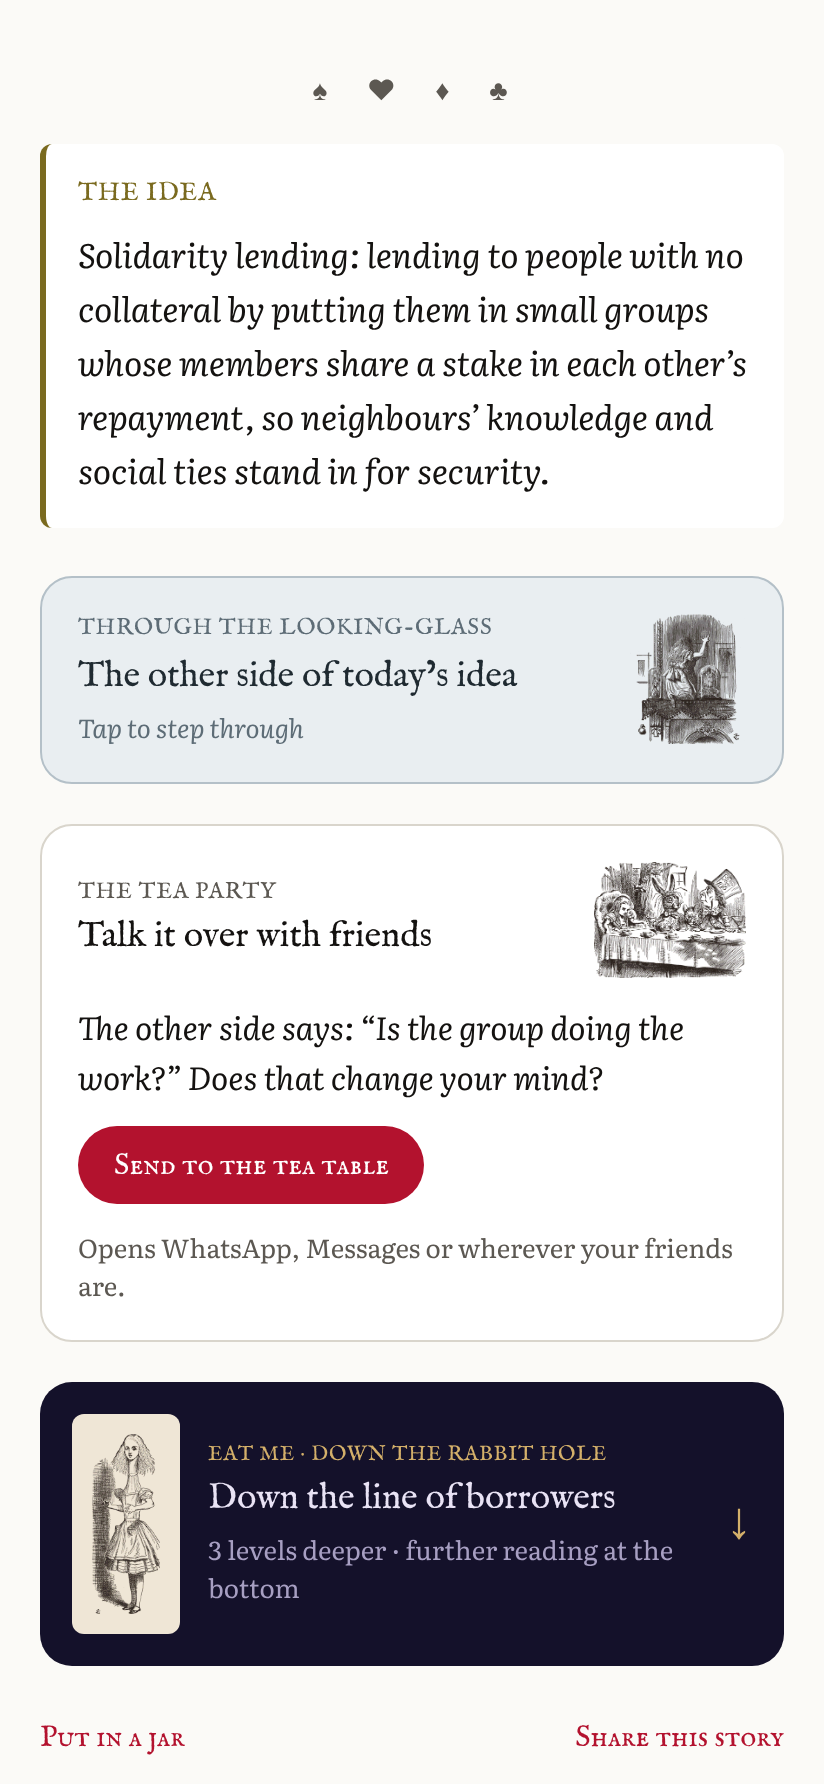 ♠ ♥ ♦ ♣
THE IDEA
Solidarity lending: lending to people with no
collateral by putting them in small groups
whose members share a stake in each other’s
repayment, so neighbours’ knowledge and
social ties stand in for security.
THROUGH THE LOOKING-GLASS
The other side of today’s idea
Tap to step through
THE TEA PARTY
Talk it over with friends
The other side says: “Is the group doing the
work?” Does that change your mind?
Send to the tea table
Opens WhatsApp, Messages or wherever your friends
are.
EAT ME · DOWN THE RABBIT HOLE
Down the line of borrowers
↓
3 levels deeper · further reading at the
bottom
Put in a jar
Share this story